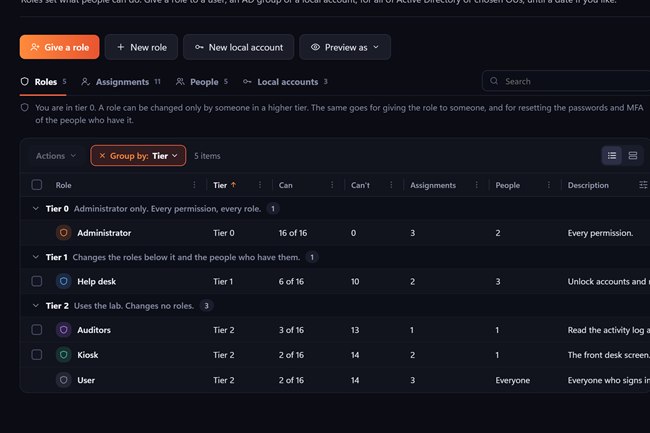 Roles set what people can do. Give a role to a user, an AD group or a local account, for all of Active Directory or chosen OUs, until a date if you like.
Give a role
New role
New local account
Preview as
Roles 5
Assignments 11
People 5
Local accounts 3
Search
You are in tier 0. A role can be changed only by someone in a higher tier. The same goes for giving the role to someone, and for resetting the passwords and MFA
of the people who have it.
Actions
Group by: Tier
5 items
Role Tier Can Can't Assignments People Description
Tier 0 Administrator only. Every permission, every role. 1
Administrator Tier 0 16 of 16 0 3 2 Every permission.
Tier 1 Changes the roles below it and the people who have them. 1
Help desk Tier 1 6 of 16 10 2 3 Unlock accounts and
Tier 2 Uses the lab. Changes no roles. 3
Auditors Tier 2 3 of 16 13 1 1 Read the activity log a
Kiosk Tier 2 2 of 16 14 2 1 The front desk screen.
User Tier 2 2 of 16 14 3 Everyone Everyone who signs in